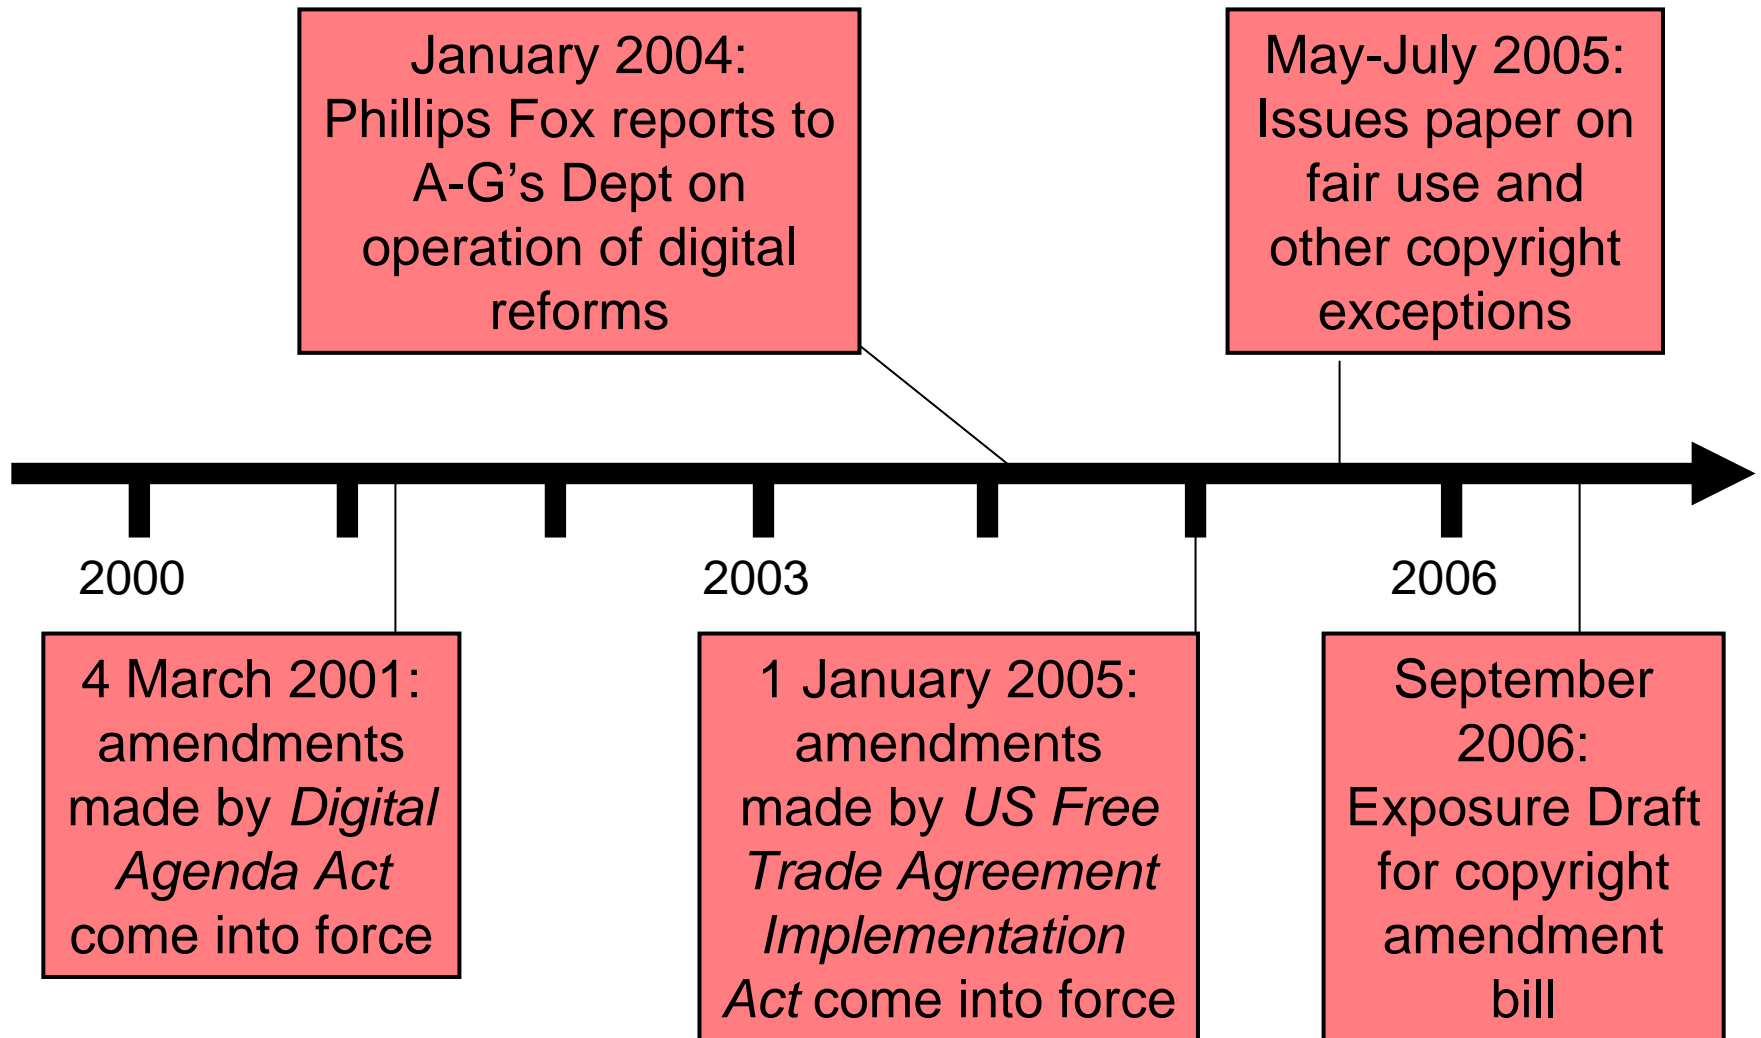 January 2004:
Phillips Fox reports to
A-G’s Dept on
operation of digital
reforms
May-July 2005:
Issues paper on
fair use and
other copyright
exceptions
2000
2003
2006
4 March 2001:
amendments
made by Digital
Agenda Act
come into force
1 January 2005:
amendments
made by US Free
Trade Agreement
Implementation
Act come into force
September
2006:
Exposure Draft
for copyright
amendment
bill